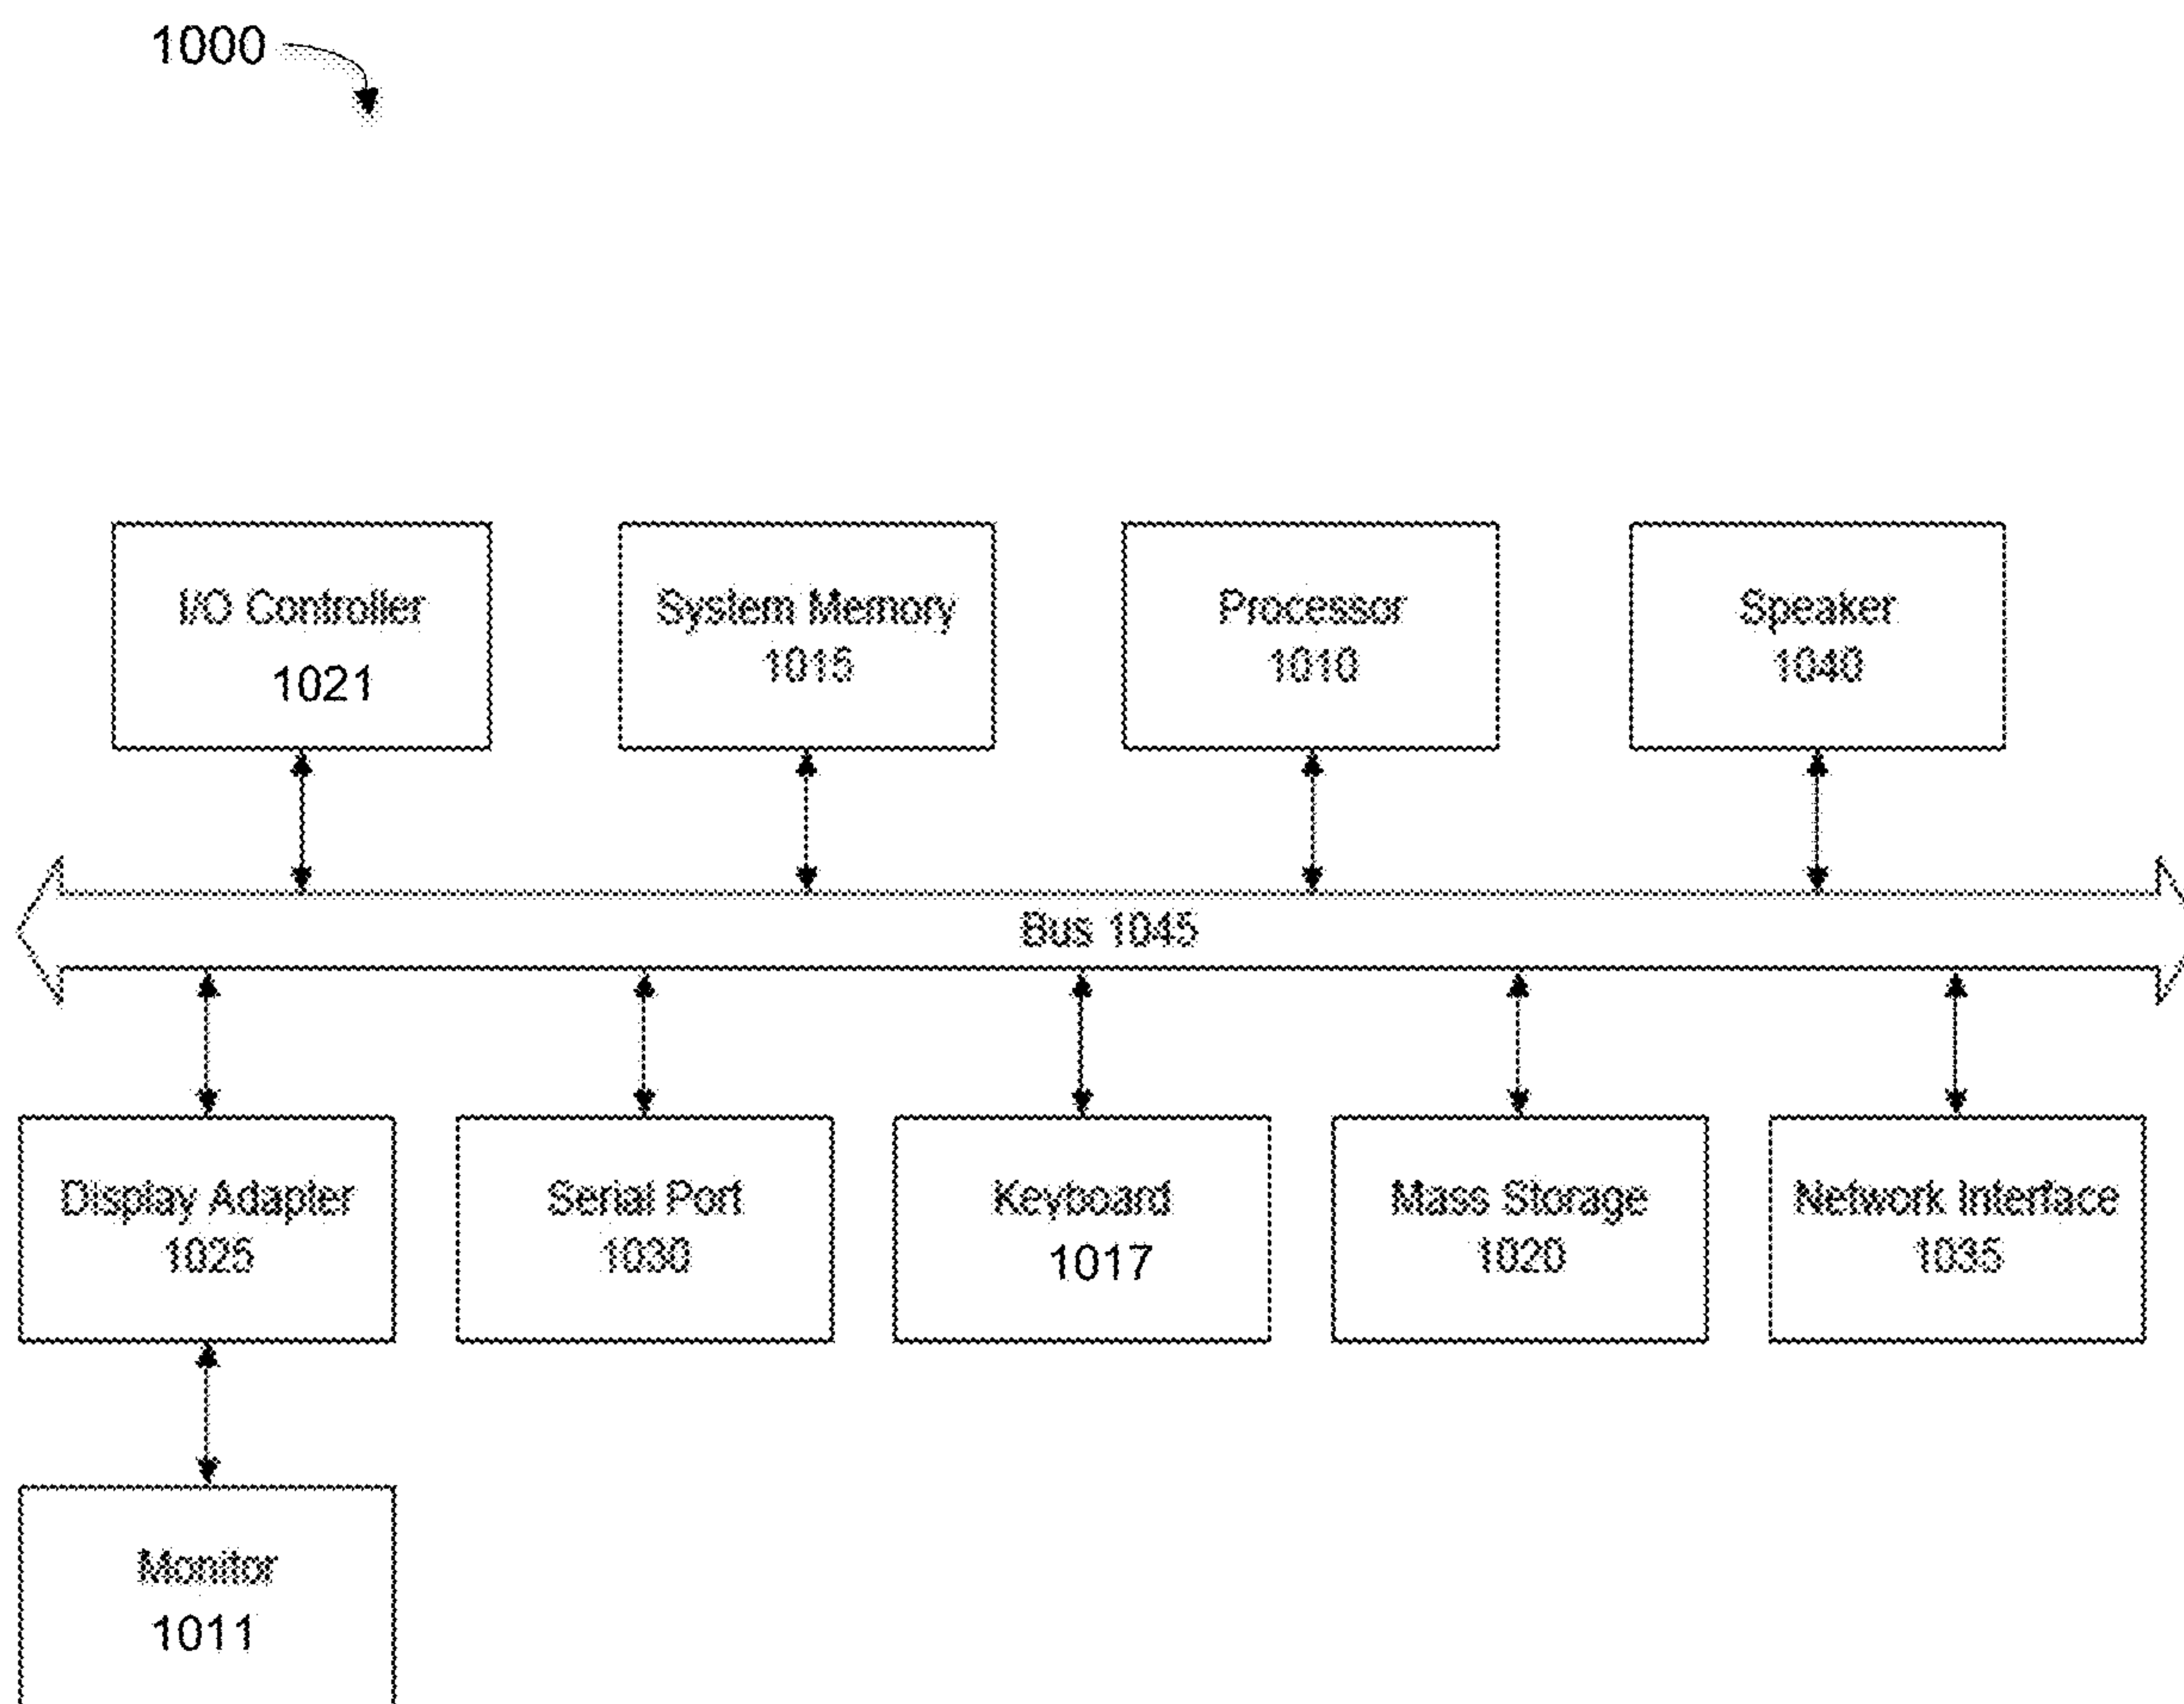 1000
I/O Controller
1021
System Memory
1015
Processor
1010
Speaker
1040
Bus 1045
Display Adapter
1025
Serial Port
1030
Keyboard
1017
Mass Storage
1020
Network Interface
1035
Monitor
1011